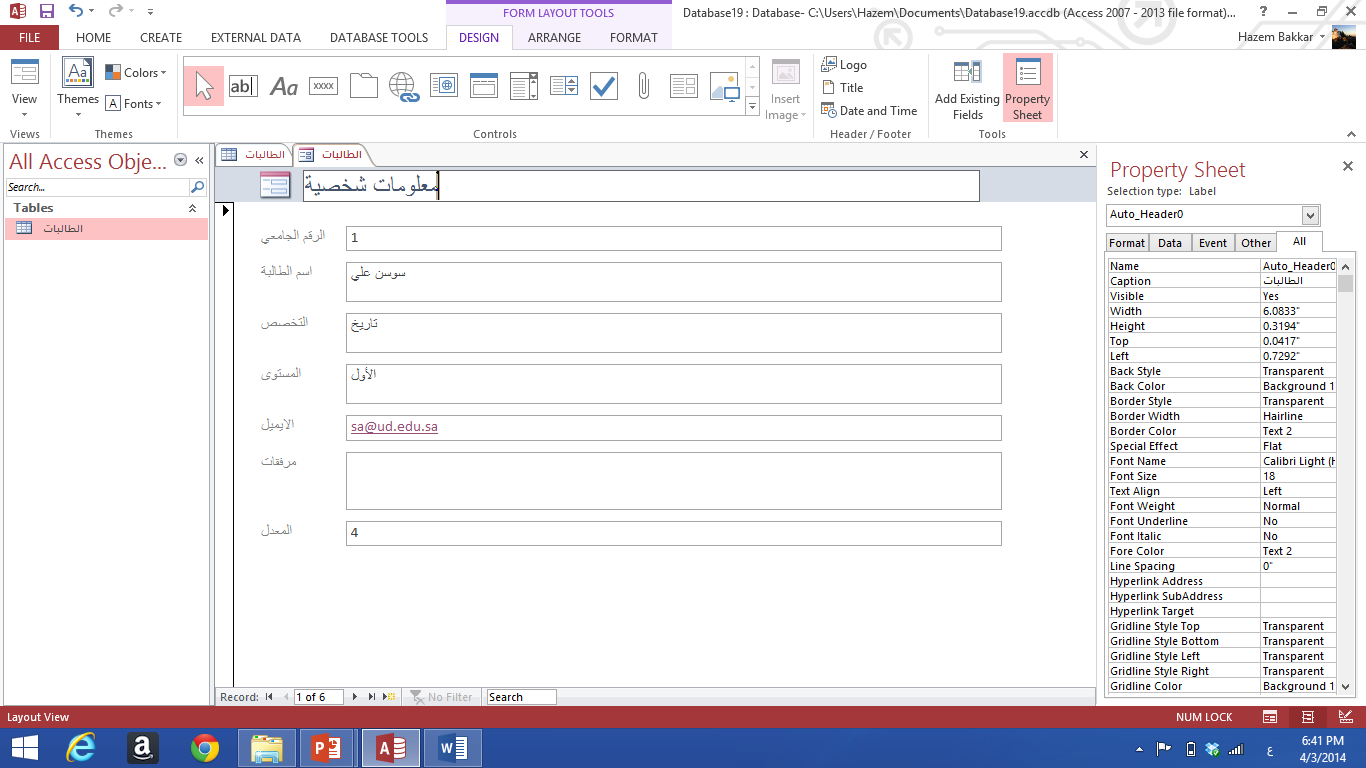 FORM LAYOUT TOOLS
Database19 : Database- C:\Users\Hazem\Documents\Database19.accdb (Access 2007 - 2013 file format)...
FILE HOME CREATE EXTERNAL DATA DATABASE TOOLS DESIGN ARRANGE FORMAT
Hazem Bakkar
View
Themes
Colors
Fonts
Aa
ab|
Aa
xxxx
Insert Image
Logo
Title
Date and Time
Add Existing Fields
Property Sheet
Views
Themes
Controls
Header / Footer
Tools
All Access Obje...
Search...
Tables
الطالبات
الطالبات
الطالبات
معلومات شخصية
الرقم الجامعي
1
اسم الطالبة
سوسن علي
التخصص
تاريخ
المستوى
الأول
الايميل
sa@ud.edu.sa
مرفقات
المعدل
4
Record: 1 of 6 No Filter Search
Property Sheet
Selection type: Label
Auto_Header0
Format Data Event Other All
Name Auto_Header0
Caption الطالبات
Visible Yes
Width 6.0833"
Height 0.3194"
Top 0.0417"
Left 0.7292"
Back Style Transparent
Back Color Background 1
Border Style Transparent
Border Width Hairline
Border Color Text 2
Special Effect Flat
Font Name Calibri Light (H
Font Size 18
Text Align Left
Font Weight Normal
Font Underline No
Font Italic No
Fore Color Text 2
Line Spacing 0"
Hyperlink Address
Hyperlink SubAddress
Hyperlink Target
Gridline Style Top Transparent
Gridline Style Bottom Transparent
Gridline Style Left Transparent
Gridline Style Right Transparent
Gridline Color Background 1
Layout View
NUM LOCK
ع
6:41 PM
4/3/2014